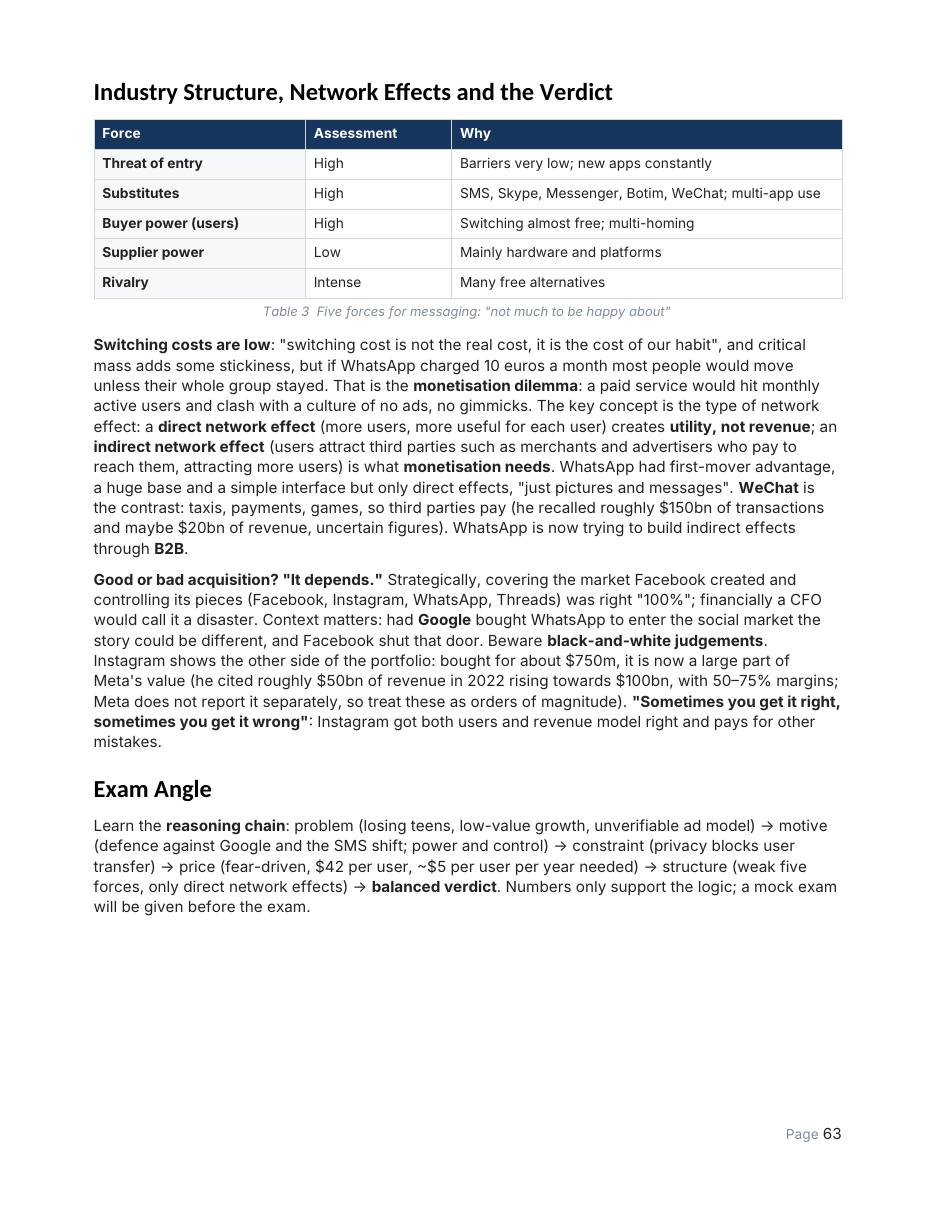 Industry Structure, Network Effects and the Verdict
Force Assessment Why
Threat of entry High Barriers very low; new apps constantly
Substitutes High SMS, Skype, Messenger, Botim, WeChat; multi-app use
Buyer power (users) High Switching almost free; multi-homing
Supplier power Low Mainly hardware and platforms
Rivalry Intense Many free alternatives
Table 3 Five forces for messaging: "not much to be happy about"
Switching costs are low: "switching cost is not the real cost, it is the cost of our habit", and critical
mass adds some stickiness, but if WhatsApp charged 10 euros a month most people would move
unless their whole group stayed. That is the monetisation dilemma: a paid service would hit monthly
active users and clash with a culture of no ads, no gimmicks. The key concept is the type of network
effect: a direct network effect (more users, more useful for each user) creates utility, not revenue; an
indirect network effect (users attract third parties such as merchants and advertisers who pay to
reach them, attracting more users) is what monetisation needs. WhatsApp had first-mover advantage,
a huge base and a simple interface but only direct effects, "just pictures and messages". WeChat is
the contrast: taxis, payments, games, so third parties pay (he recalled roughly $150bn of transactions
and maybe $20bn of revenue, uncertain figures). WhatsApp is now trying to build indirect effects
through B2B.
Good or bad acquisition? "It depends." Strategically, covering the market Facebook created and
controlling its pieces (Facebook, Instagram, WhatsApp, Threads) was right "100%"; financially a CFO
would call it a disaster. Context matters: had Google bought WhatsApp to enter the social market the
story could be different, and Facebook shut that door. Beware black-and-white judgements.
Instagram shows the other side of the portfolio: bought for about $750m, it is now a large part of
Meta's value (he cited roughly $50bn of revenue in 2022 rising towards $100bn, with 50–75% margins;
Meta does not report it separately, so treat these as orders of magnitude). "Sometimes you get it right,
sometimes you get it wrong": Instagram got both users and revenue model right and pays for other
mistakes.
Exam Angle
Learn the reasoning chain: problem (losing teens, low-value growth, unverifiable ad model) → motive
(defence against Google and the SMS shift; power and control) → constraint (privacy blocks user
transfer) → price (fear-driven, $42 per user, ~$5 per user per year needed) → structure (weak five
forces, only direct network effects) → balanced verdict. Numbers only support the logic; a mock exam
will be given before the exam.
Page 63